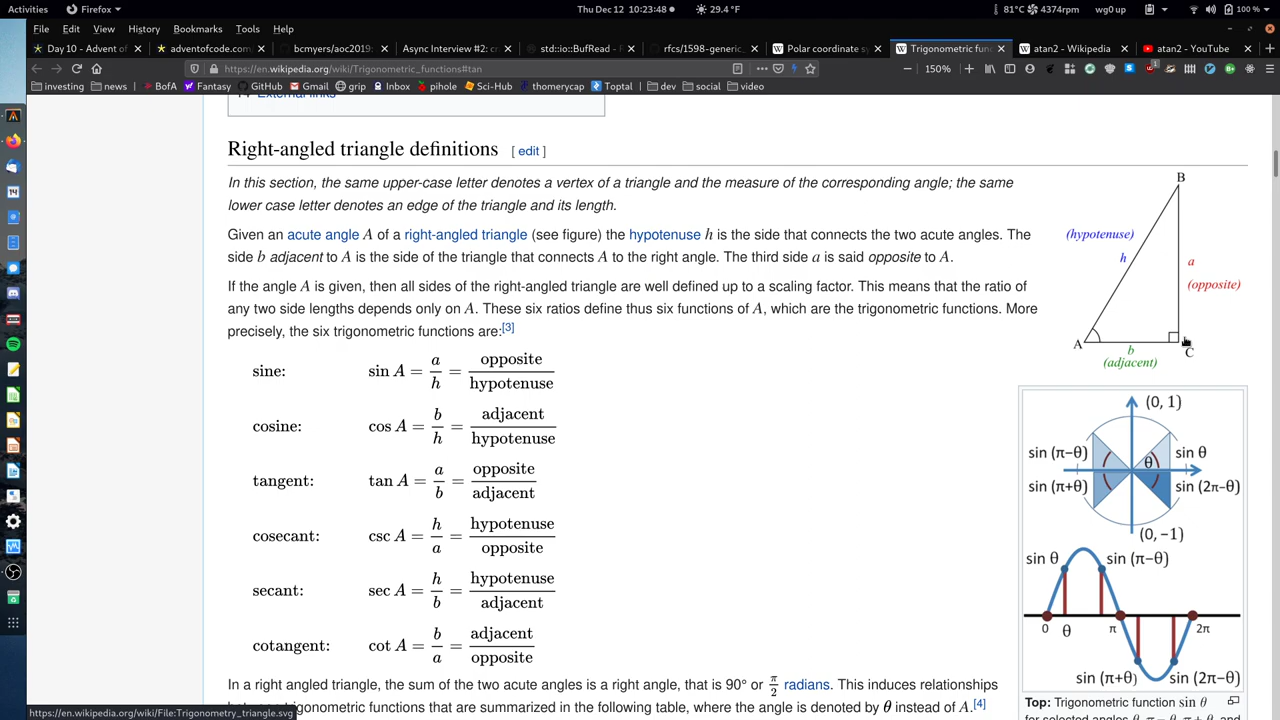 Activities
Firefox
Thu Dec 12 10:23:48
29.4 °F
81°C
4374rpm
wg0 up
100 %
File Edit View History Bookmarks Tools Help
Day 10 - Advent of
adventofcode.com
bcmyers/aoc2019:
Async Interview #2: c
std::io::BufRead - R
rfcs/1598-generic_
Polar coordinate sy
Trigonometric func
atan2 - Wikipedia
atan2 - YouTube
https://en.wikipedia.org/wiki/Trigonometric_functions#tan
150%
investing
news
BofA
Fantasy
GitHub
Gmail
grip
Inbox
pihole
Sci-Hub
thomerycap
Toptal
dev
social
video
External links
Right-angled triangle definitions [ edit ]
In this section, the same upper-case letter denotes a vertex of a triangle and the measure of the corresponding angle; the same
lower case letter denotes an edge of the triangle and its length.
Given an acute angle A of a right-angled triangle (see figure) the hypotenuse h is the side that connects the two acute angles. The
side b adjacent to A is the side of the triangle that connects A to the right angle. The third side a is said opposite to A.
If the angle A is given, then all sides of the right-angled triangle are well defined up to a scaling factor. This means that the ratio of
any two side lengths depends only on A. These six ratios define thus six functions of A, which are the trigonometric functions. More
precisely, the six trigonometric functions are:[3]
sine: sin A = a/h = opposite/hypotenuse
cosine: cos A = b/h = adjacent/hypotenuse
tangent: tan A = a/b = opposite/adjacent
cosecant: csc A = h/a = hypotenuse/opposite
secant: sec A = h/b = hypotenuse/adjacent
cotangent: cot A = b/a = adjacent/opposite
In a right angled triangle, the sum of the two acute angles is a right angle, that is 90° or π/2 radians. This induces relationships
trigonometric functions that are summarized in the following table, where the angle is denoted by θ instead of A.[4]
B
(hypotenuse)
h
a
(opposite)
A
b
(adjacent)
C
(0, 1)
sin (π−θ)
θ
sin θ
sin (π+θ)
sin (2π−θ)
(0, −1)
sin θ
sin (π−θ)
0
θ
π
2π
sin (π+θ)
sin (2π−θ)
Top: Trigonometric function sin θ
for selected angles θ, π − θ, π + θ, and
https://en.wikipedia.org/wiki/File:Trigonometry_triangle.svg